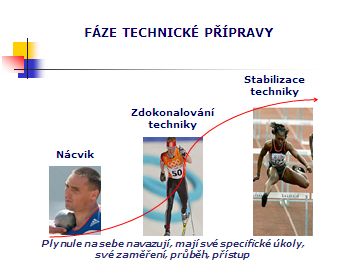 FÁZE TECHNICKÉ PŘÍPRAVY
Stabilizace
techniky
Zdokonalování
techniky
Nácvik
50
Plynule na sebe navazují, mají své specifické úkoly,
své zaměření, průběh, přístup